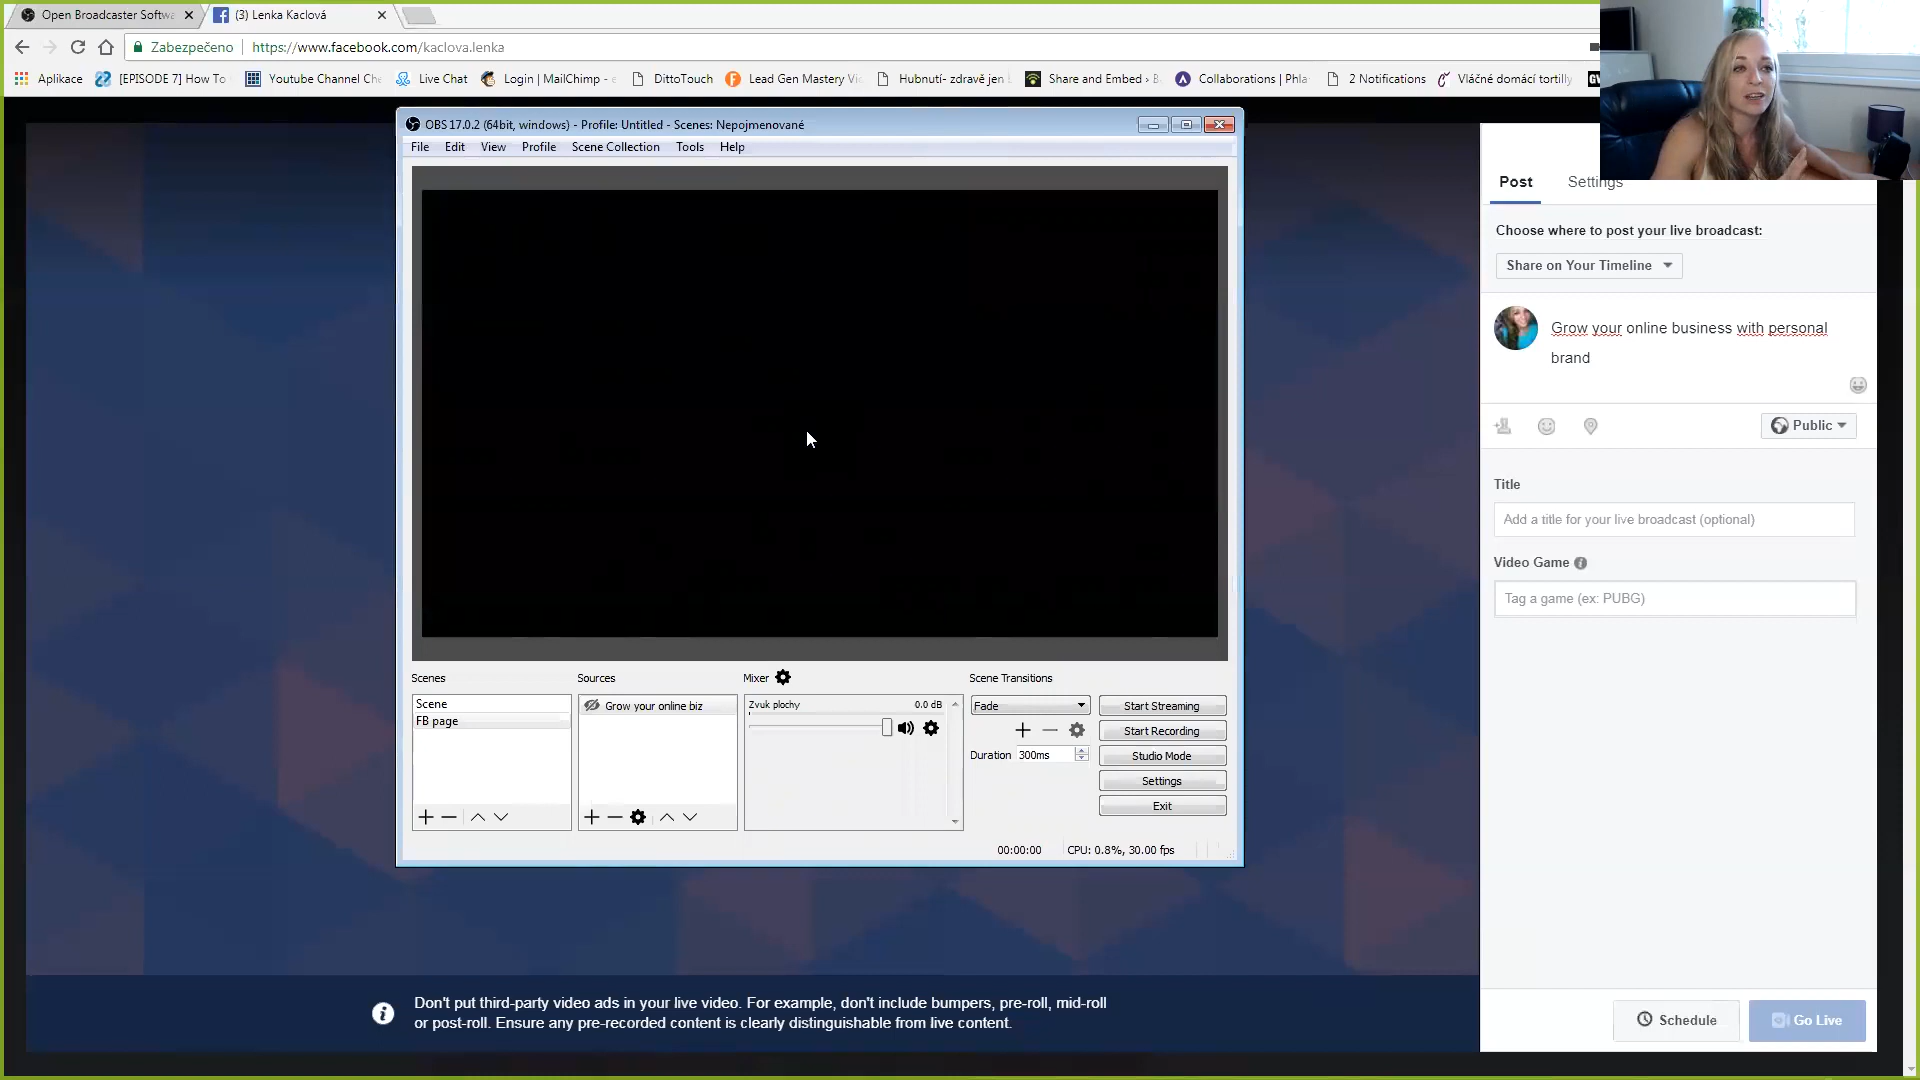 Open Broadcaster Softwa
(3) Lenka Kaclová
Zabezpečeno
https://www.facebook.com/kaclova.lenka
Aplikace
[EPISODE 7] How To
Youtube Channel Che
Live Chat
Login | MailChimp - e
DittoTouch
Lead Gen Mastery Vi
Hubnutí- zdravě jen
Share and Embed › B
Collaborations | Phla
2 Notifications
Vláčné domácí tortilly
OBS 17.0.2 (64bit, windows) - Profile: Untitled - Scenes: Nepojmenované
File Edit View Profile Scene Collection Tools Help
Scenes
Scene
FB page
Sources
Grow your online biz
Mixer
Zvuk plochy 0.0 dB
Scene Transitions
Fade
Duration 300ms
Start Streaming
Start Recording
Studio Mode
Settings
Exit
00:00:00
CPU: 0.8%, 30.00 fps
Post
Settings
Choose where to post your live broadcast:
Share on Your Timeline
Grow your online business with personal
brand
Public
Title
Add a title for your live broadcast (optional)
Video Game
Tag a game (ex: PUBG)
Don't put third-party video ads in your live video. For example, don't include bumpers, pre-roll, mid-roll
or post-roll. Ensure any pre-recorded content is clearly distinguishable from live content.
Schedule
Go Live